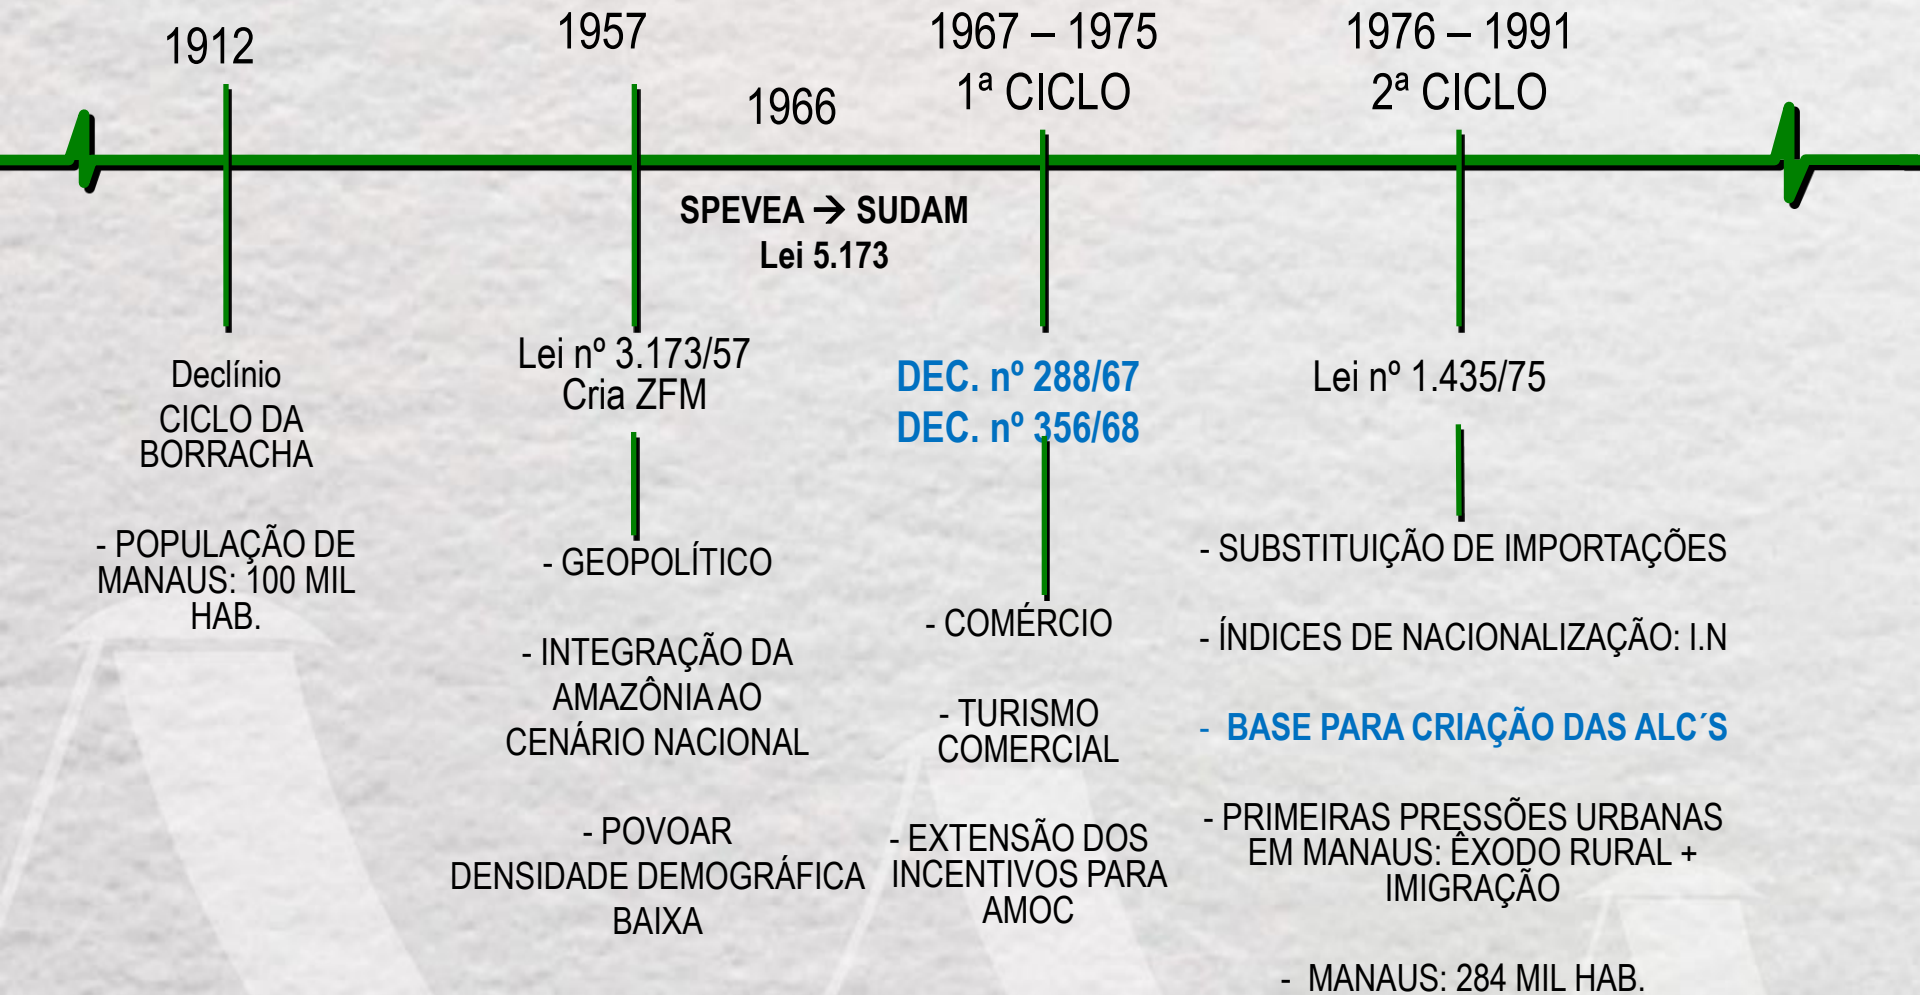 1912
Declínio
CICLO DA
BORRACHA
- POPULAÇÃO DE
MANAUS: 100 MIL
HAB.
1957
Lei nº 3.173/57
Cria ZFM
- GEOPOLÍTICO
- INTEGRAÇÃO DA
AMAZÔNIA AO
CENÁRIO NACIONAL
- POVOAR
DENSIDADE DEMOGRÁFICA
BAIXA
1966
SPEVEA → SUDAM
Lei 5.173
1967 – 1975
1ª CICLO
DEC. nº 288/67
DEC. nº 356/68
- COMÉRCIO
- TURISMO
COMERCIAL
- EXTENSÃO DOS
INCENTIVOS PARA
AMOC
1976 – 1991
2ª CICLO
Lei nº 1.435/75
- SUBSTITUIÇÃO DE IMPORTAÇÕES
- ÍNDICES DE NACIONALIZAÇÃO: I.N
- BASE PARA CRIAÇÃO DAS ALC´S
- PRIMEIRAS PRESSÕES URBANAS
EM MANAUS: ÊXODO RURAL +
IMIGRAÇÃO
- MANAUS: 284 MIL HAB.